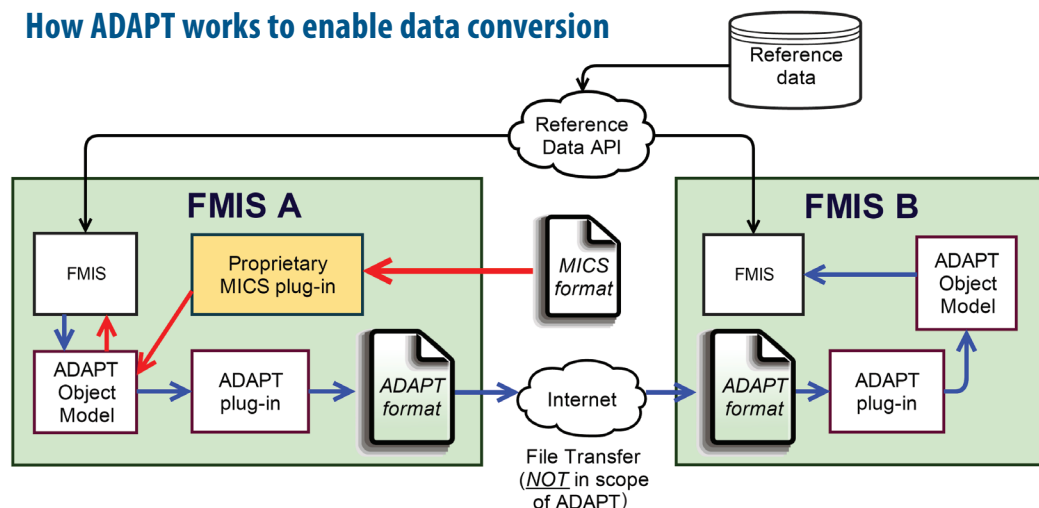 How ADAPT works to enable data conversion
Reference
data
Reference
Data API
FMIS A
FMIS
Proprietary
MICS plug-in
MICS
format
ADAPT
Object
Model
ADAPT
plug-in
ADAPT
format
Internet
File Transfer
(NOT in scope
of ADAPT)
FMIS B
FMIS
ADAPT
Object
Model
ADAPT
format
ADAPT
plug-in